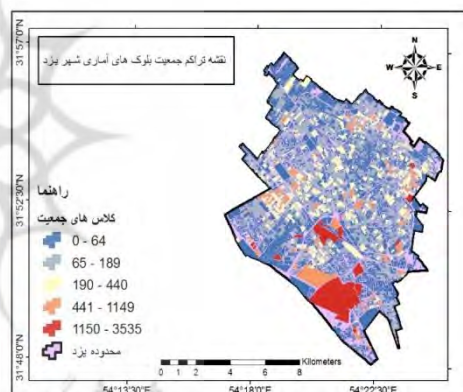 نقشه تراکم جمعیت بلوک های آماری شهر یزد
N
W E
S
31°57'0"N
31°52'30"N
31°48'0"N
راهنما
کلاس های جمعیت
0 - 64
65 - 189
190 - 440
441 - 1149
1150 - 3535
محدوده یزد
Kilometers
0 1 2 4 6 8
54°13'30"E 54°18'0"E 54°22'30"E